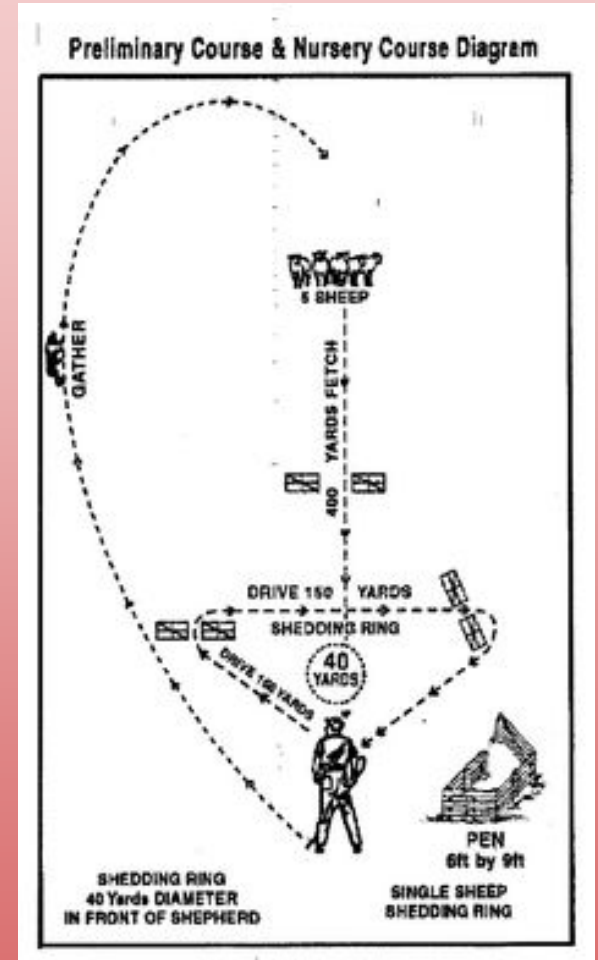 Preliminary Course & Nursery Course Diagram
GATHER
5 SHEEP
400 YARDS FETCH
DRIVE 150 YARDS
SHEDDING RING
40
YARDS
DRIVE 150 YARDS
PEN
6ft by 9ft
SHEDDING RING
40 Yards DIAMETER
IN FRONT OF SHEPHERD
SINGLE SHEEP
SHEDDING RING